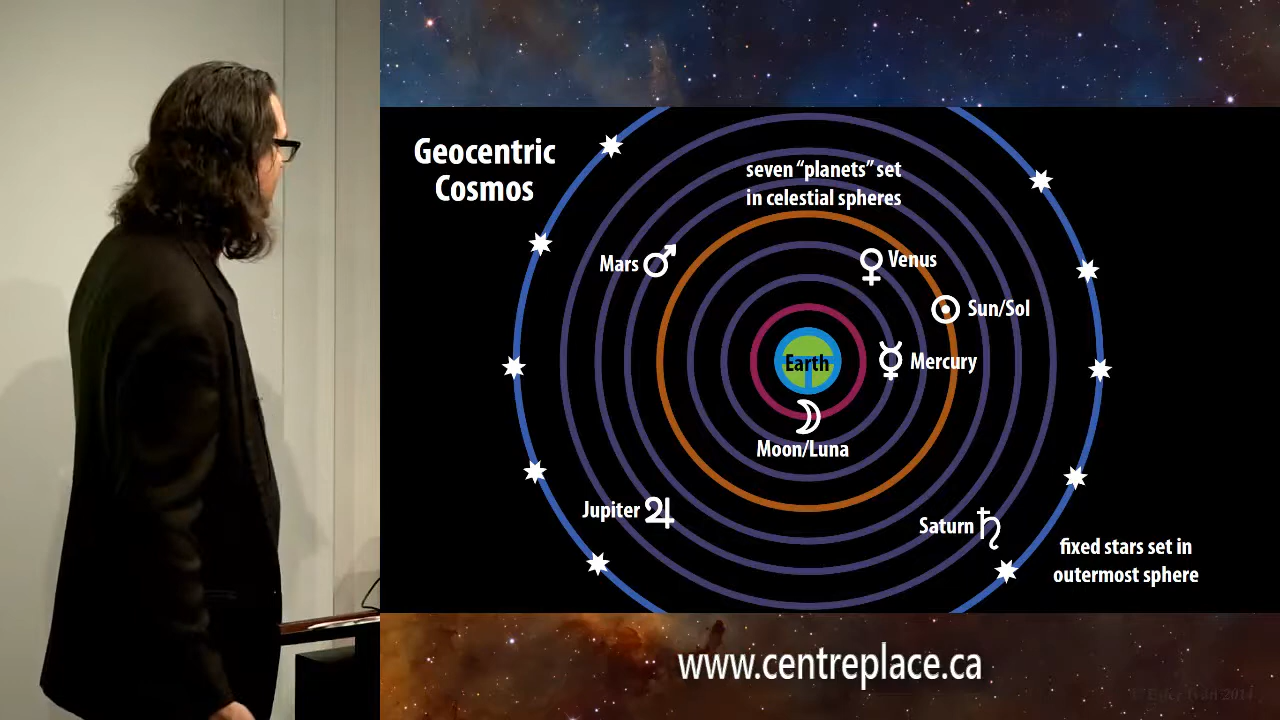 Geocentric
Cosmos
seven “planets” set
in celestial spheres
Mars
Venus
Sun/Sol
Earth
Mercury
Moon/Luna
Jupiter
Saturn
fixed stars set in
outermost sphere
www.centreplace.ca